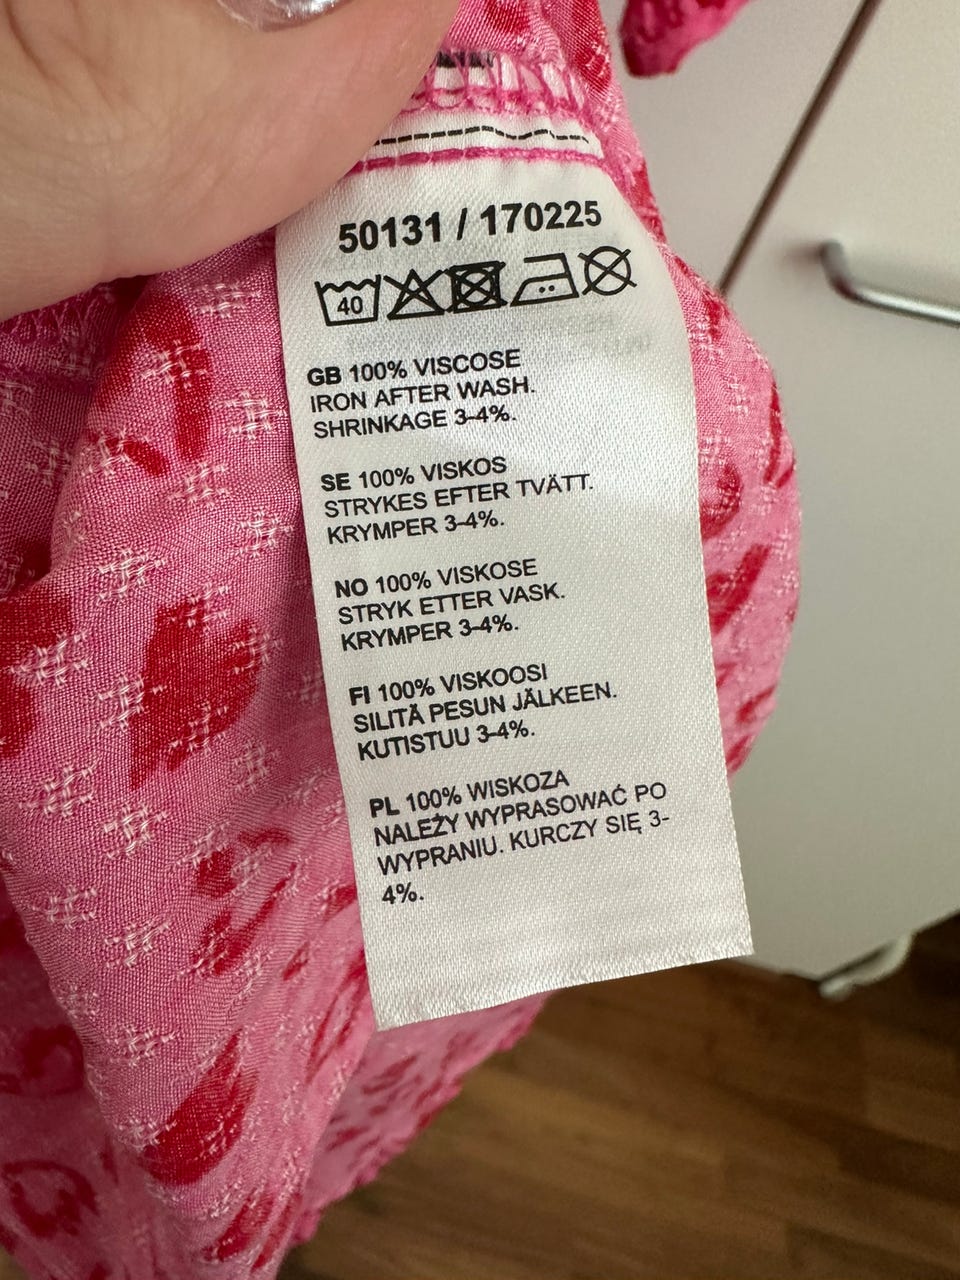 50131 / 170225
40
GB 100% VISCOSE
IRON AFTER WASH.
SHRINKAGE 3-4%.
SE 100% VISKOS
STRYKES EFTER TVÄTT.
KRYMPER 3-4%.
NO 100% VISKOSE
STRYK ETTER VASK.
KRYMPER 3-4%.
FI 100% VISKOOSI
SILITÄ PESUN JÄLKEEN.
KUTISTUU 3-4%.
PL 100% WISKOZA
NALEŻY WYPRASOWAĆ PO
WYPRANIU. KURCZY SIĘ 3-
4%.